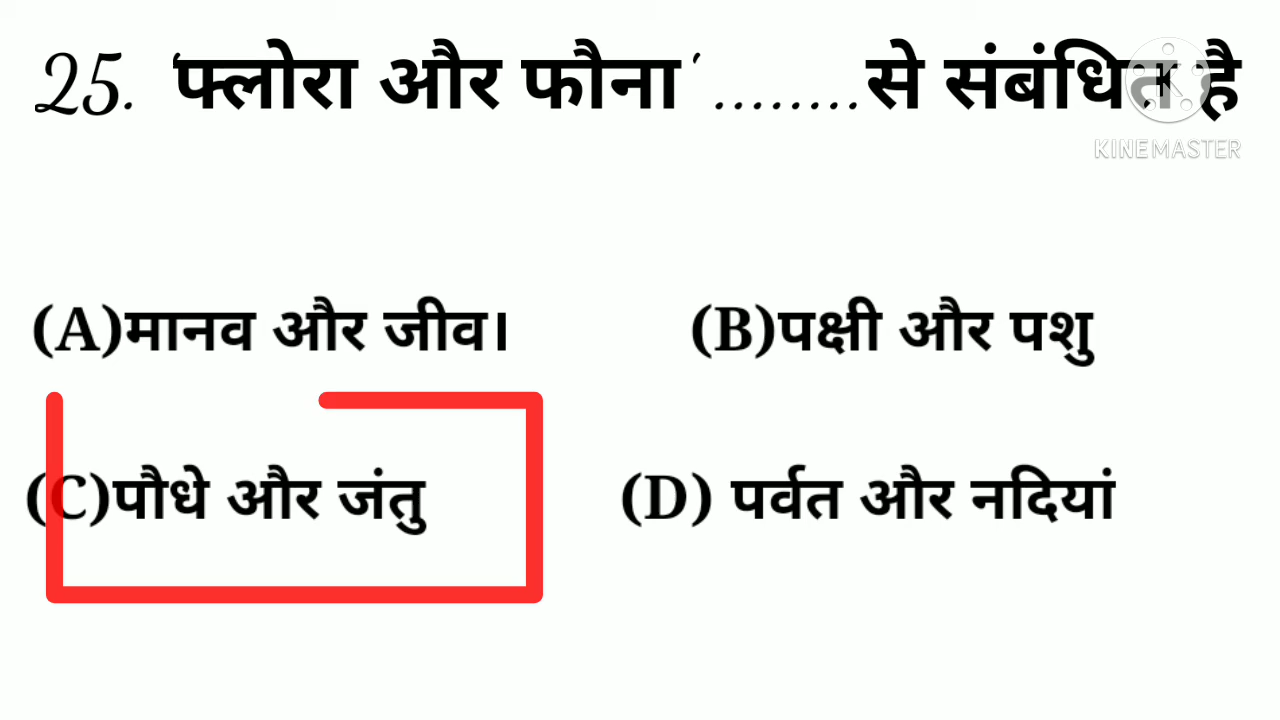 25. 'फ्लोरा और फौना' ........से संबंधित है
KINEMASTER
(A)मानव और जीव। (B)पक्षी और पशु
(C)पौधे और जंतु (D) पर्वत और नदियां